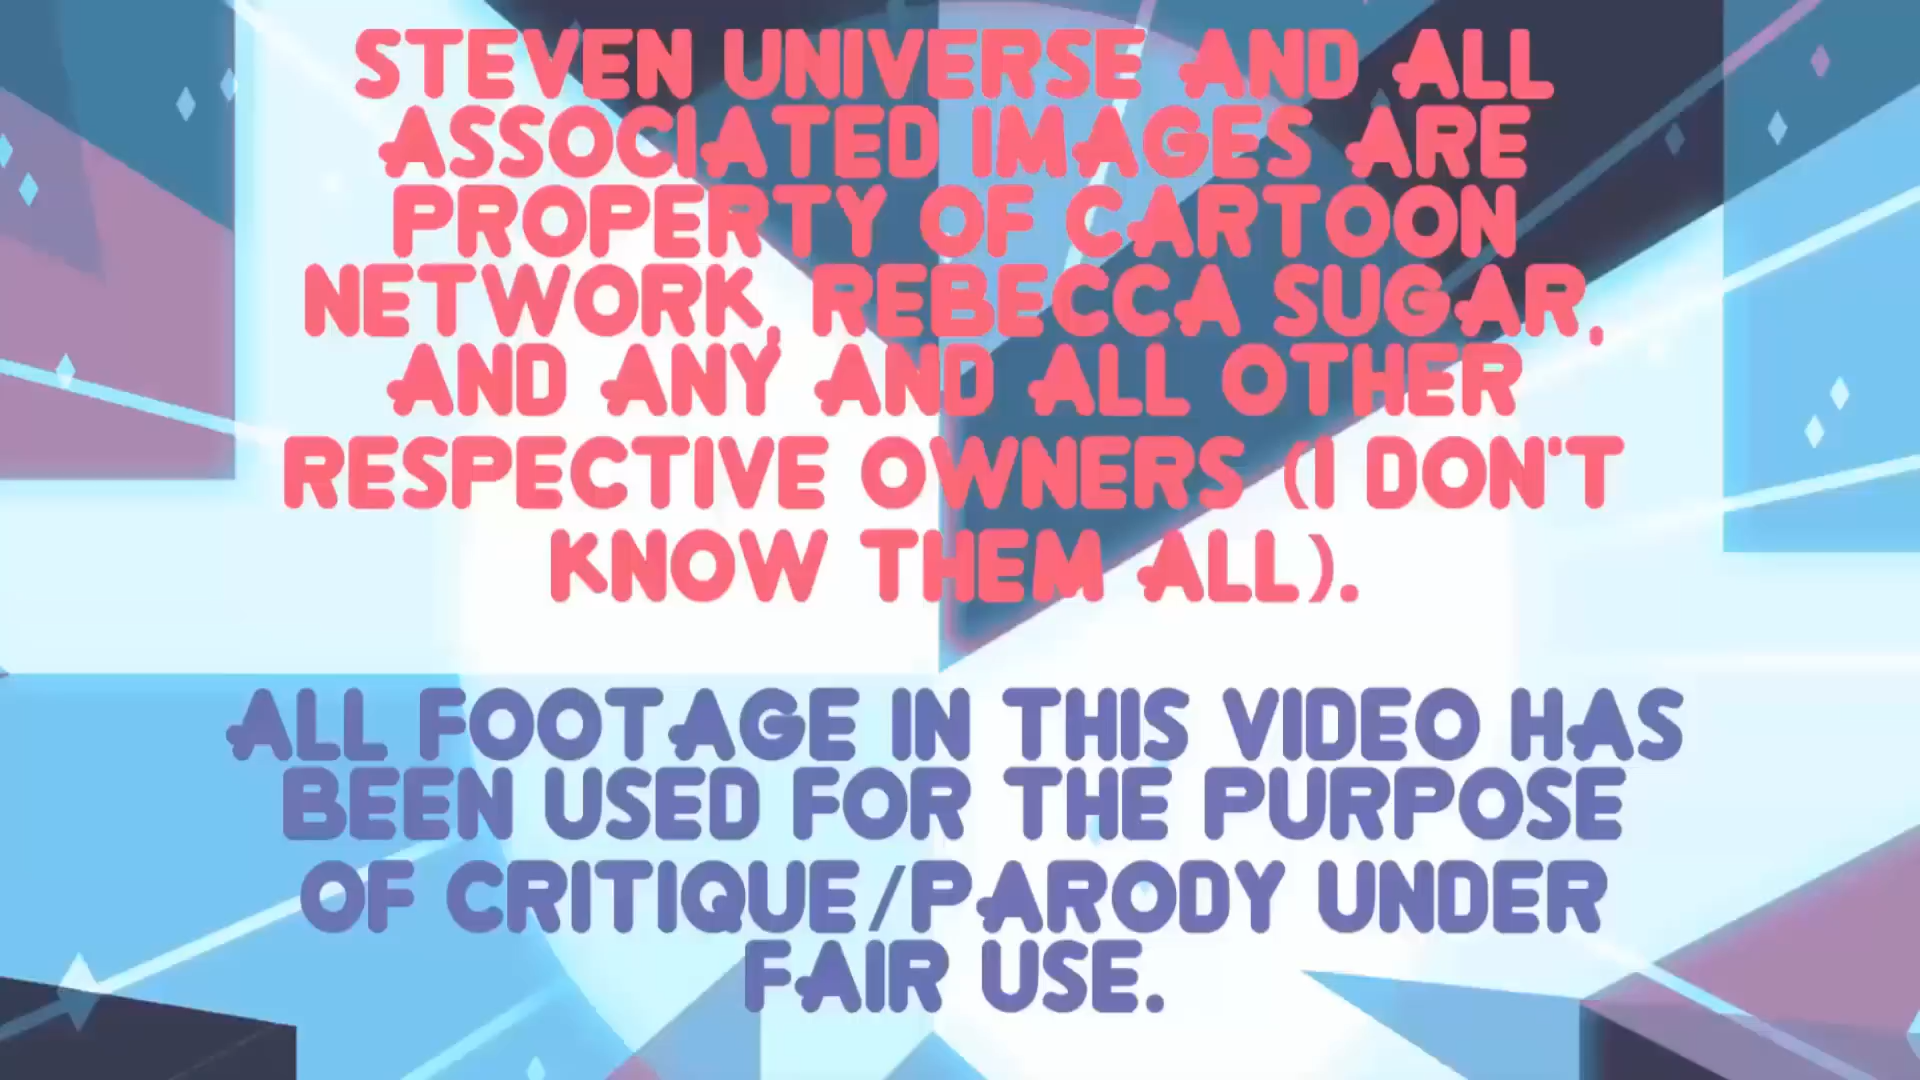 STEVEN UNIVERSE AND ALL
ASSOCIATED IMAGES ARE
PROPERTY OF CARTOON
NETWORK, REBECCA SUGAR,
AND ANY AND ALL OTHER
RESPECTIVE OWNERS (I DON'T
KNOW THEM ALL).
ALL FOOTAGE IN THIS VIDEO HAS
BEEN USED FOR THE PURPOSE
OF CRITIQUE/PARODY UNDER
FAIR USE.